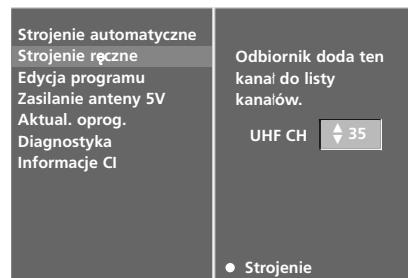 Strojenie automatyczne
Strojenie ręczne
Edycja programu
Zasilanie anteny 5V
Aktual. oprog.
Diagnostyka
Informacje CI
Odbiornik doda ten
kanał do listy
kanałów.
UHF CH 35
Strojenie